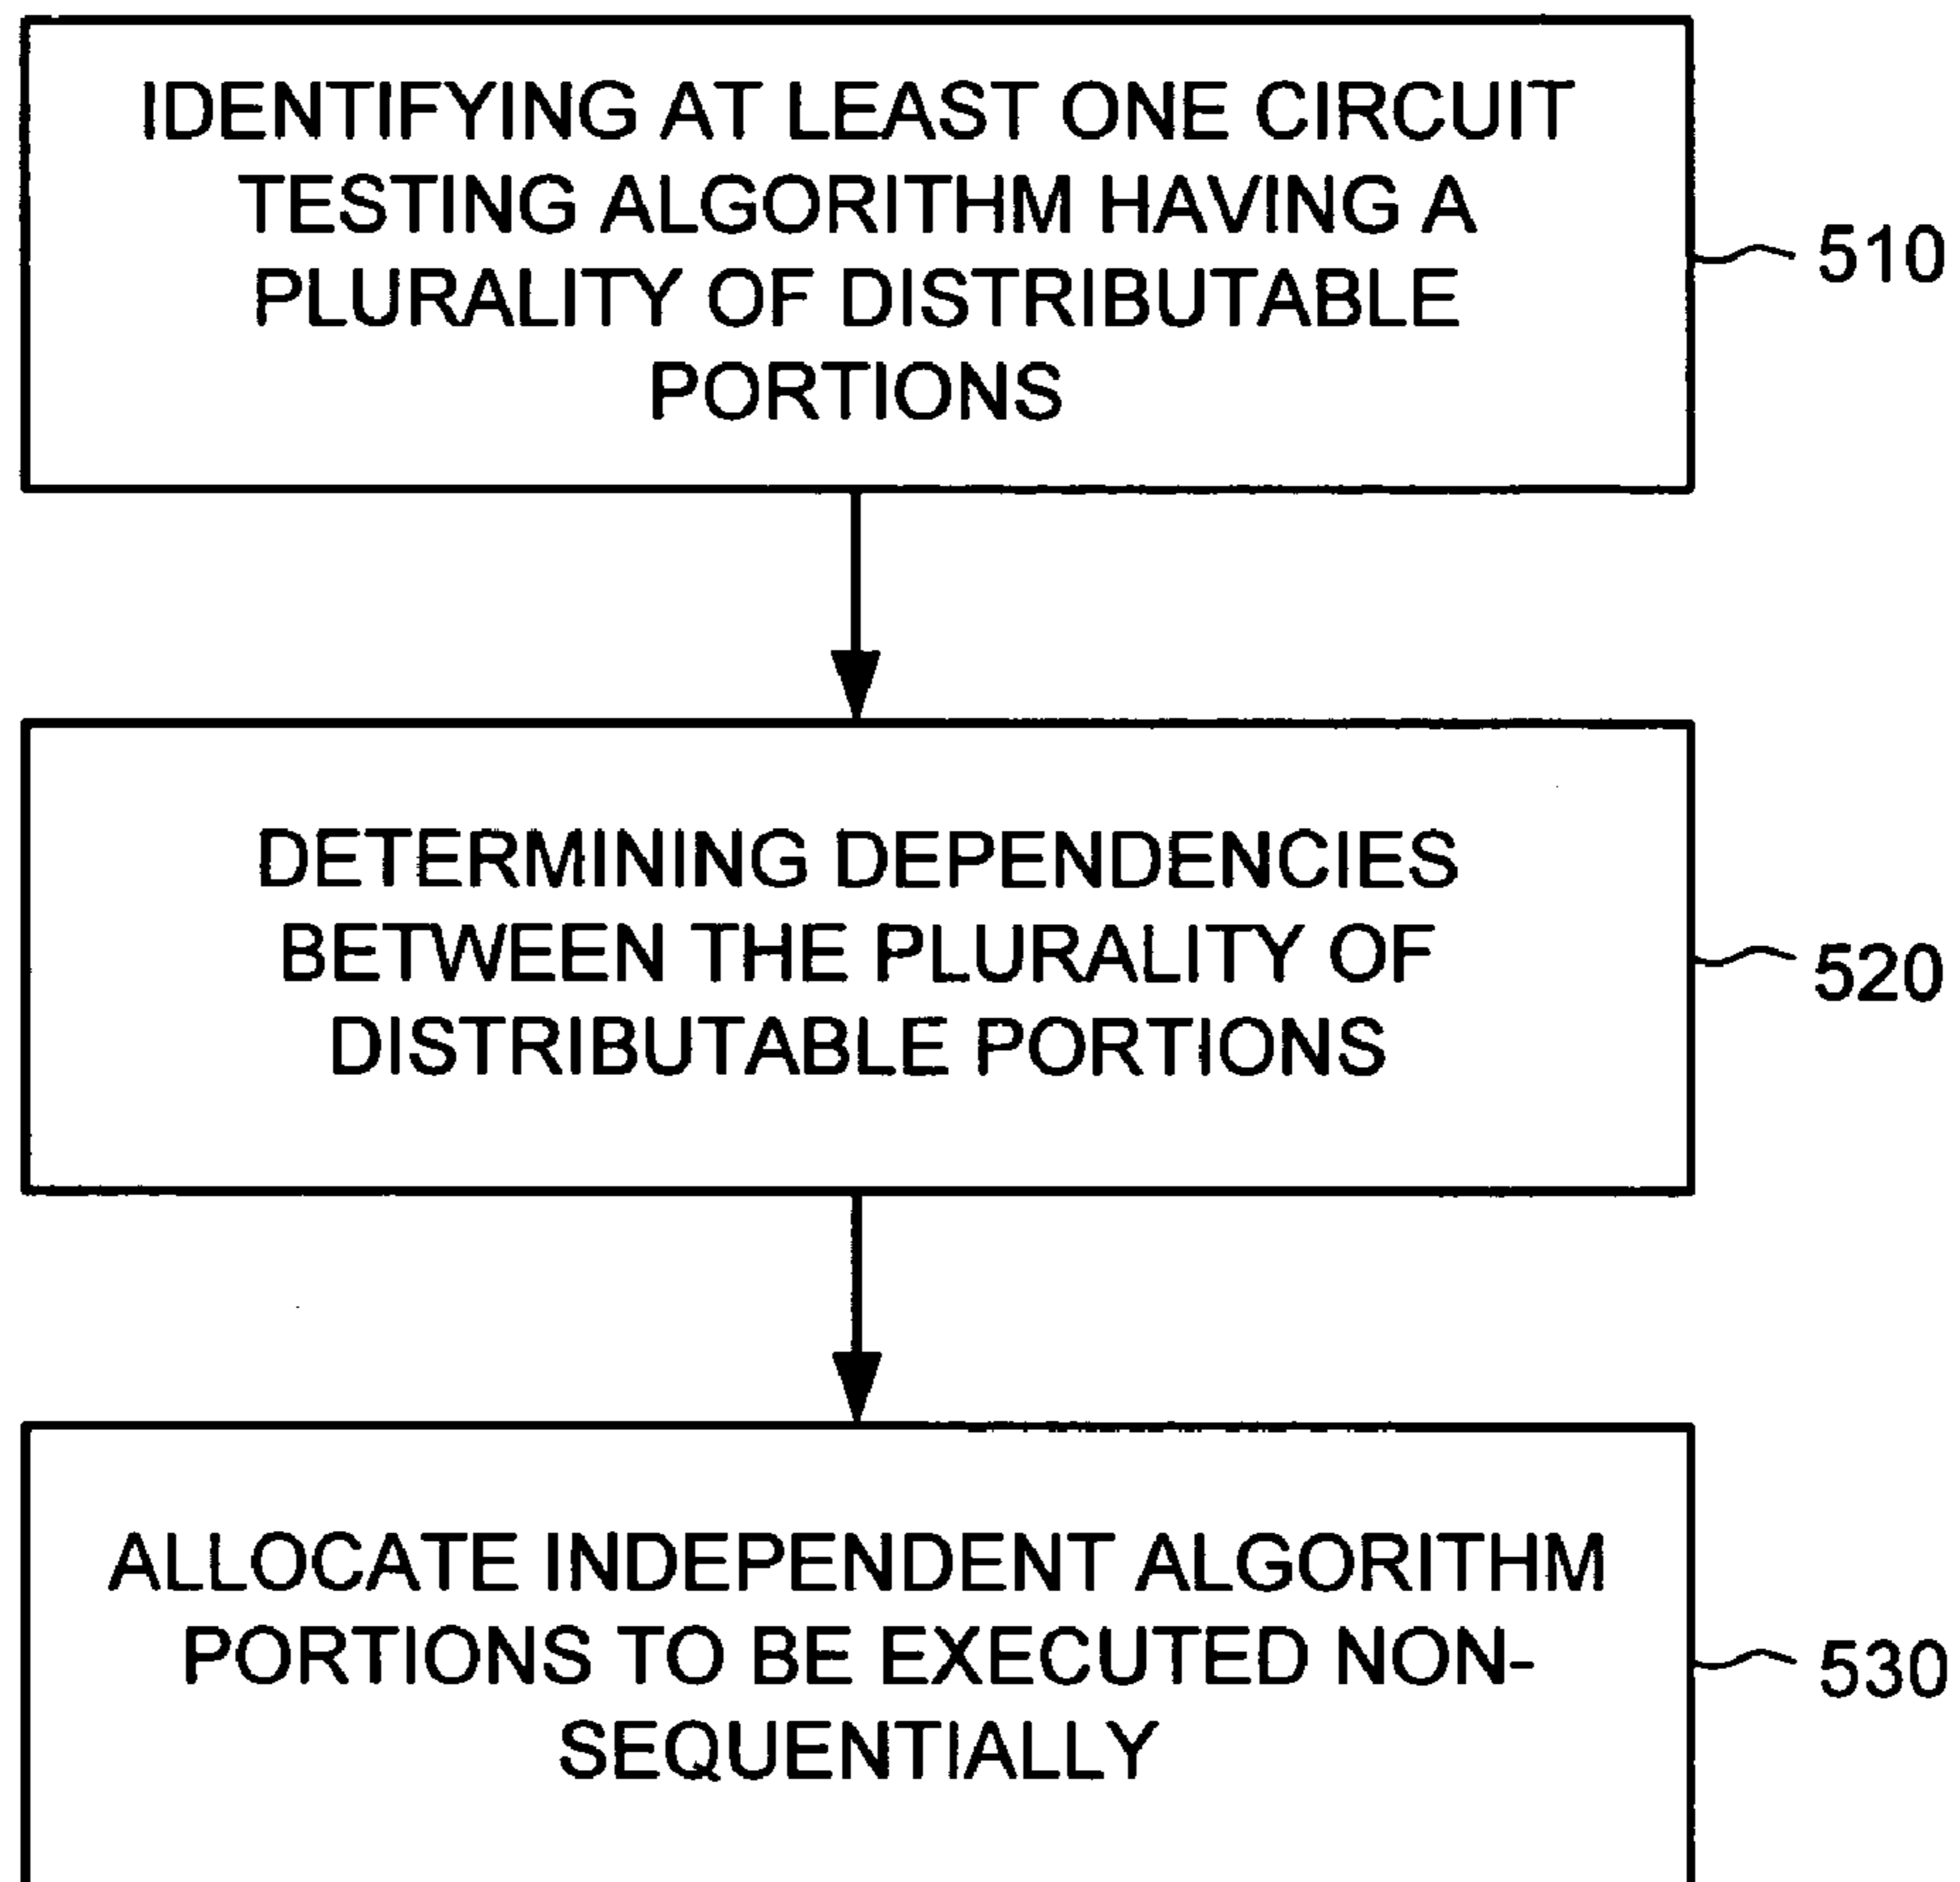 IDENTIFYING AT LEAST ONE CIRCUIT
TESTING ALGORITHM HAVING A
PLURALITY OF DISTRIBUTABLE
PORTIONS
510
DETERMINING DEPENDENCIES
BETWEEN THE PLURALITY OF
DISTRIBUTABLE PORTIONS
520
ALLOCATE INDEPENDENT ALGORITHM
PORTIONS TO BE EXECUTED NON-
SEQUENTIALLY
530